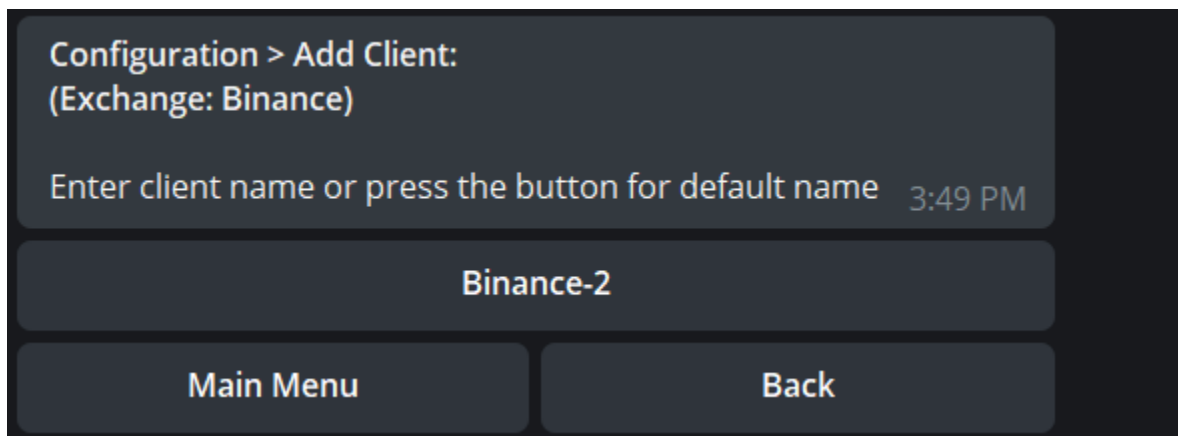 Configuration > Add Client:
(Exchange: Binance)
Enter client name or press the button for default name 3:49 PM
Binance-2
Main Menu
Back